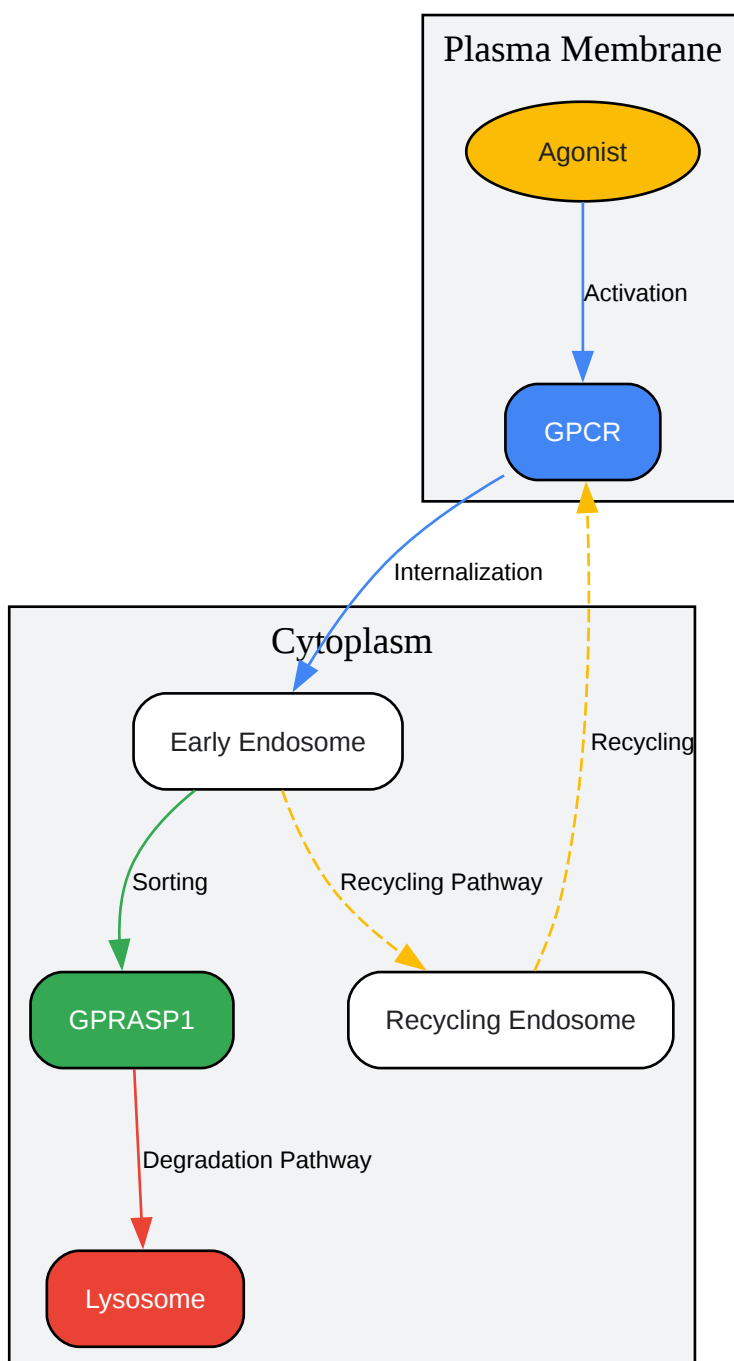 Plasma Membrane
Agonist
Activation
GPCR
Internalization
Cytoplasm
Early Endosome
Recycling
Sorting
Recycling Pathway
GPRASP1
Recycling Endosome
Degradation Pathway
Lysosome